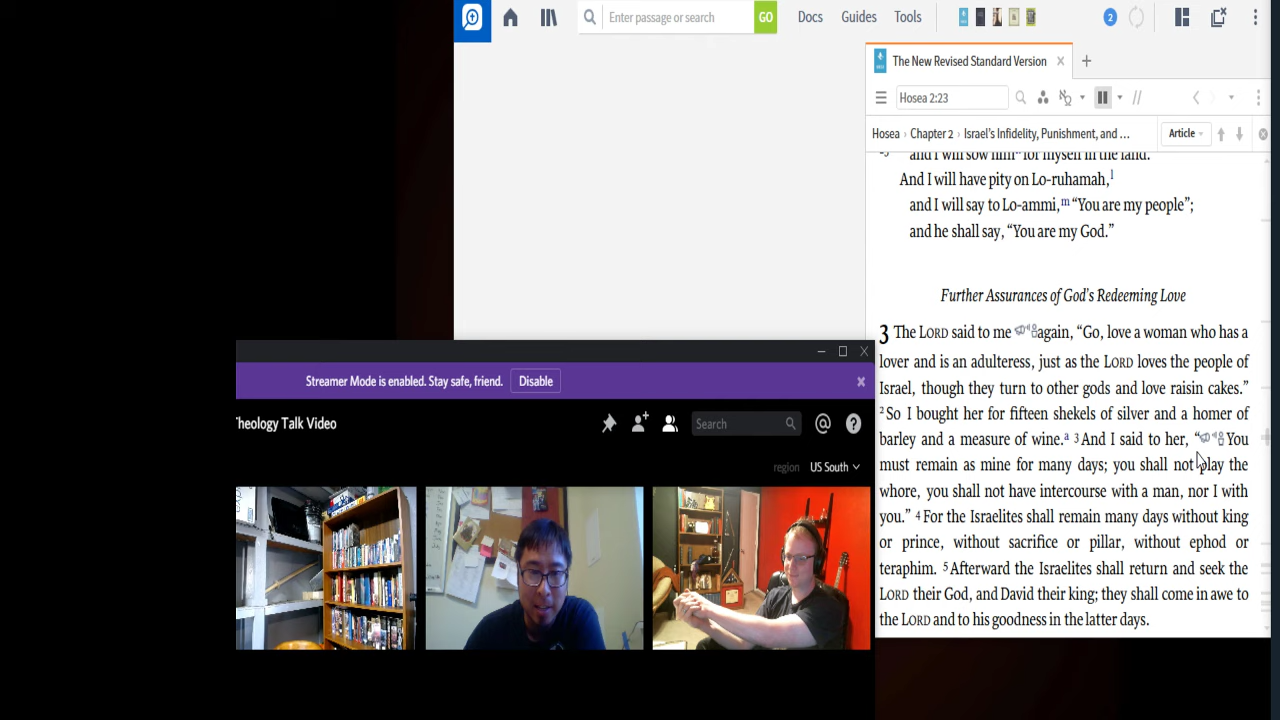 Enter passage or search
GO
Docs
Guides
Tools
2
The New Revised Standard Version
Hosea 2:23
Hosea › Chapter 2 › Israel's Infidelity, Punishment, and ...
Article
and I will sow him for myself in the land.
And I will have pity on Lo-ruhamah,l
and I will say to Lo-ammi,m “You are my people”;
and he shall say, “You are my God.”
Further Assurances of God's Redeeming Love
3 The LORD said to me again, “Go, love a woman who has a
lover and is an adulteress, just as the LORD loves the people of
Israel, though they turn to other gods and love raisin cakes.”
2 So I bought her for fifteen shekels of silver and a homer of
barley and a measure of wine.a 3 And I said to her, “You
must remain as mine for many days; you shall not play the
whore, you shall not have intercourse with a man, nor I with
you.” 4 For the Israelites shall remain many days without king
or prince, without sacrifice or pillar, without ephod or
teraphim. 5 Afterward the Israelites shall return and seek the
LORD their God, and David their king; they shall come in awe to
the LORD and to his goodness in the latter days.
Streamer Mode is enabled. Stay safe, friend.
Disable
Theology Talk Video
Search
region
US South